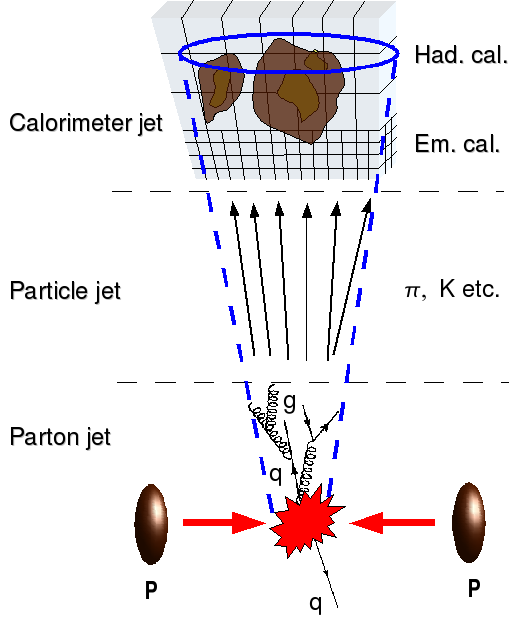 Had. cal.
Calorimeter jet
Em. cal.
Particle jet
π, K etc.
g
Parton jet
q
P
P
q